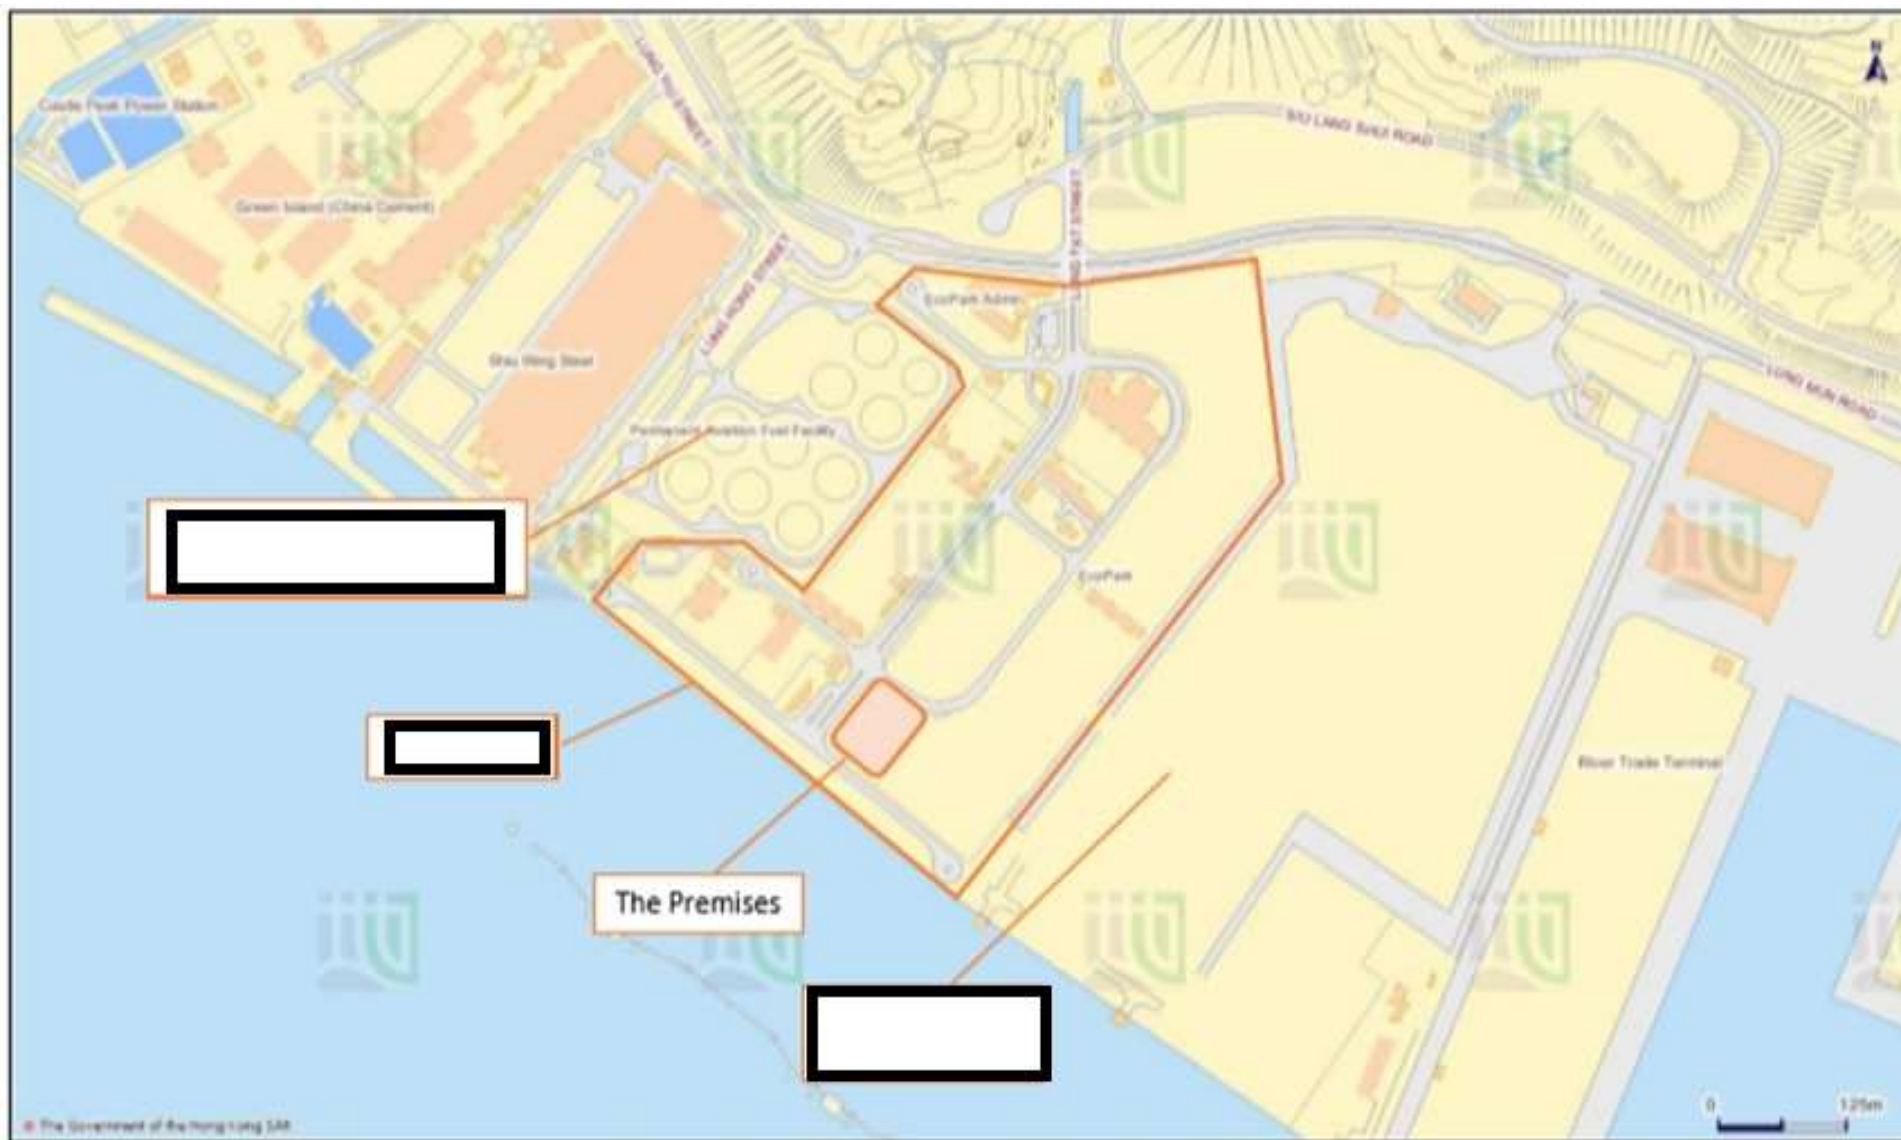 N
Castle Peak Power Station
LUNG YIU STREET
SIU LANG SHUI ROAD
Green Island (China Cement)
LUNG FAT STREET
LUNG KONG STREET
EcoPark Admin
Shiu Wing Steel
LUNG MUN ROAD
Permanent Aviation Fuel Facility
EcoPark
River Trade Terminal
The Premises
0 125m
© The Government of the Hong Kong SAR